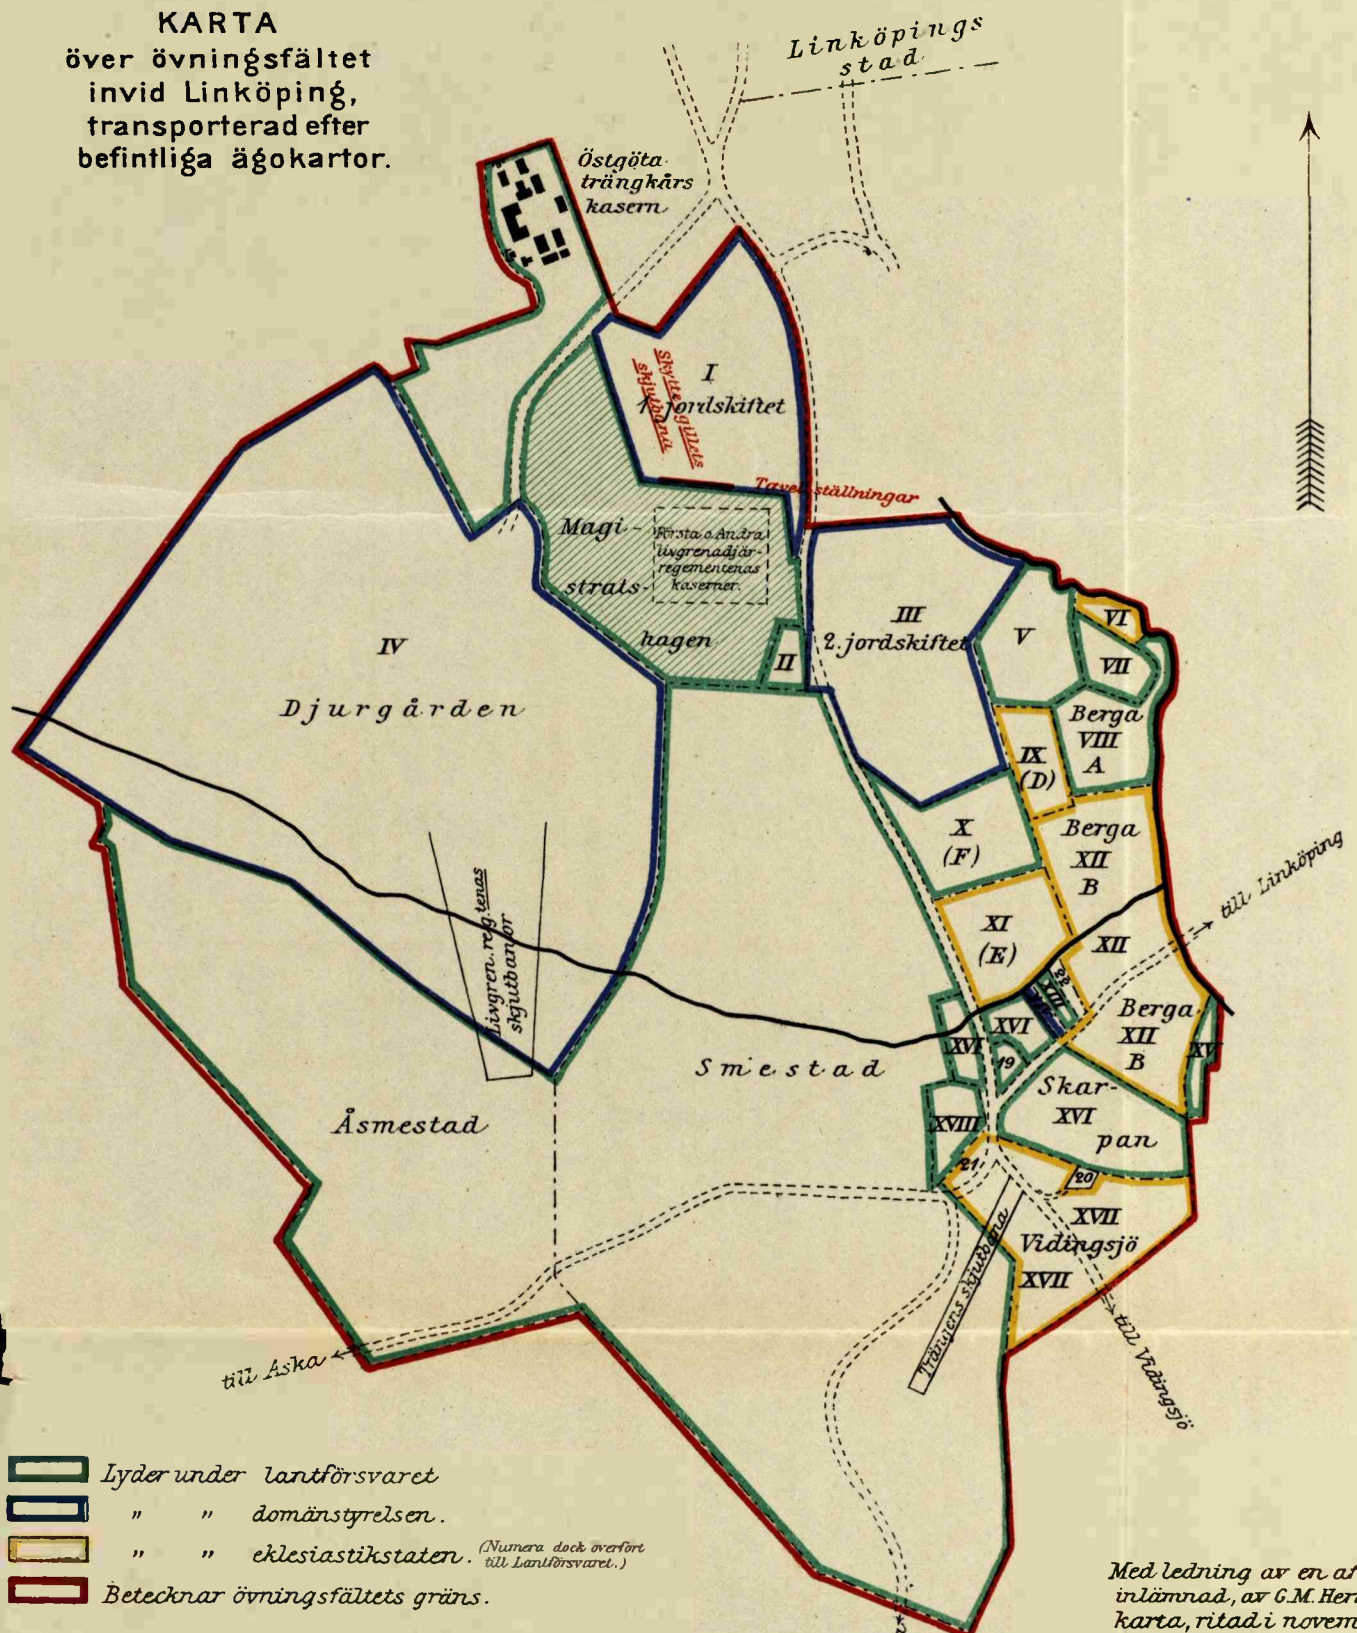 KARTA
över övningsfältet
invid Linköping,
transporterad efter
befintliga ägokartor.
Linköpings
stad
Östgöta
trängkårs
kasern
I
1. jordskiftet
Skyttegillets
skjutbana
Tavelställningar
Magi-
strats-
hagen
Första o. Andra
livgrenadjär-
regementenas
kaserner.
II
III
2. jordskiftet
IV
Djurgården
V
VI
VII
Berga
VIII
A
IX
(D)
X
(F)
Berga
XII
B
XI
(E)
XII
till Linköping
22
XIII
Berga
XII
B
XV
XVI
XVI
19
Livgren. reg.tenas
skjutbanor
Smestad
Åsmestad
Skar-
XVI
pan
XVIII
21
20
XVII
Vidingsjö
XVII
Trängens skjutbana
till Vidingsjö
till Aska
Lyder under lantförsvaret
" " domänstyrelsen.
" " eklesiastikstaten. (Numera dock överfört
till Lantförsvaret.)
Betecknar övningsfältets gräns.
Med ledning av en af
inlämnad, av G.M. Her
karta, ritad i novem